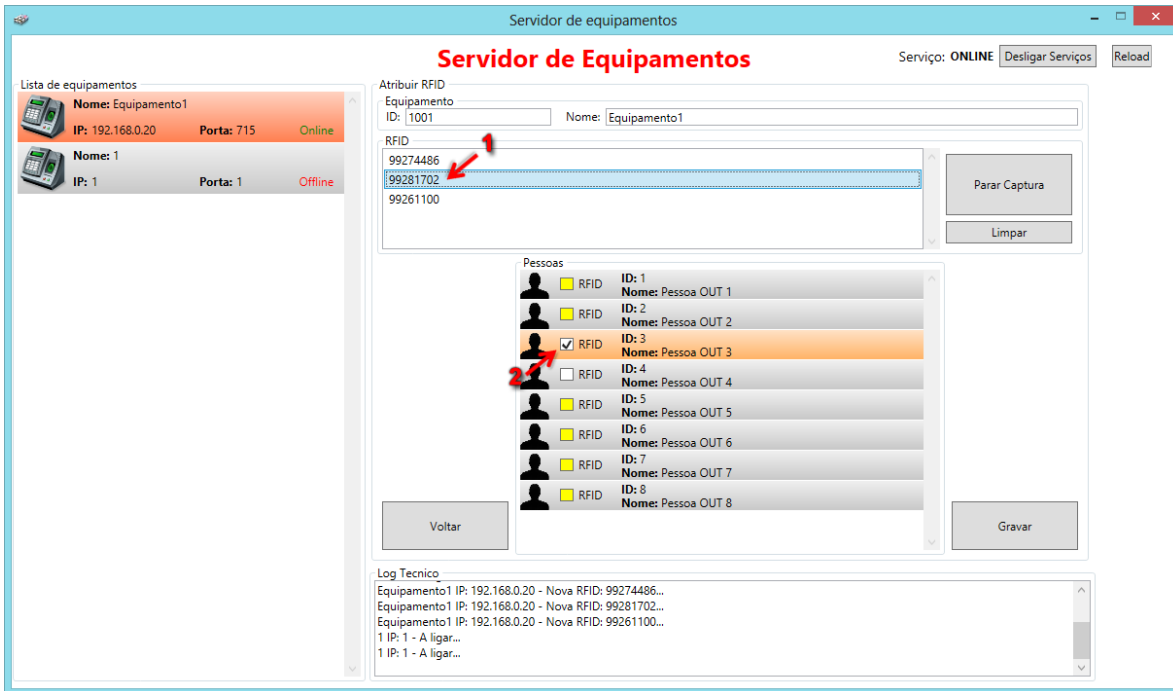 Servidor de equipamentos
Servidor de Equipamentos
Serviço: ONLINE Desligar Serviços Reload
Lista de equipamentos
Nome: Equipamento1
IP: 192.168.0.20 Porta: 715 Online
Nome: 1
IP: 1 Porta: 1 Offline
Atribuir RFID
Equipamento
ID: 1001 Nome: Equipamento1
RFID
1
99274486
99281702
99261100
Parar Captura
Limpar
Pessoas
RFID ID: 1
Nome: Pessoa OUT 1
RFID ID: 2
Nome: Pessoa OUT 2
RFID ID: 3
Nome: Pessoa OUT 3
2
RFID ID: 4
Nome: Pessoa OUT 4
RFID ID: 5
Nome: Pessoa OUT 5
RFID ID: 6
Nome: Pessoa OUT 6
RFID ID: 7
Nome: Pessoa OUT 7
RFID ID: 8
Nome: Pessoa OUT 8
Voltar
Gravar
Log Tecnico
Equipamento1 IP: 192.168.0.20 - Nova RFID: 99274486...
Equipamento1 IP: 192.168.0.20 - Nova RFID: 99281702...
Equipamento1 IP: 192.168.0.20 - Nova RFID: 99261100...
1 IP: 1 - A ligar...
1 IP: 1 - A ligar...